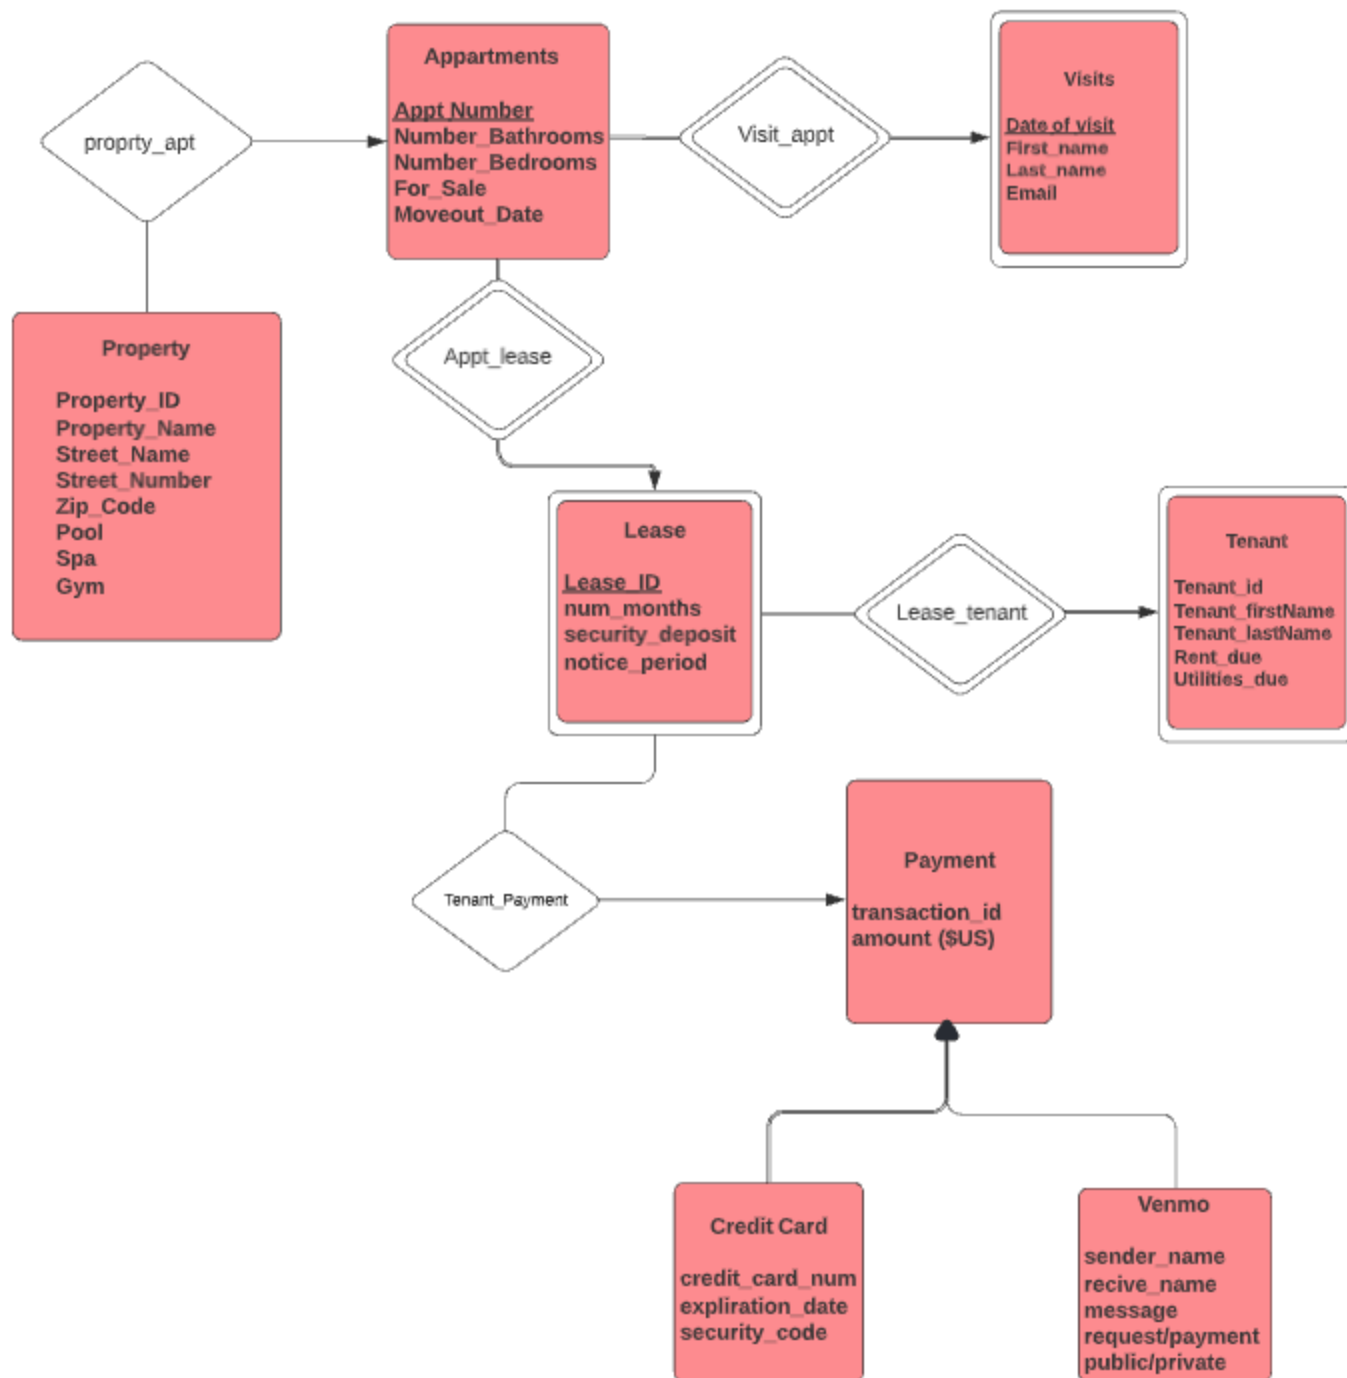 proprty_apt
Appartments
Appt Number
Number_Bathrooms
Number_Bedrooms
For_Sale
Moveout_Date
Visit_appt
Visits
Date of visit
First_name
Last_name
Email
Property
Property_ID
Property_Name
Street_Name
Street_Number
Zip_Code
Pool
Spa
Gym
Appt_lease
Lease
Lease_ID
num_months
security_deposit
notice_period
Lease_tenant
Tenant
Tenant_id
Tenant_firstName
Tenant_lastName
Rent_due
Utilities_due
Tenant_Payment
Payment
transaction_id
amount ($US)
Credit Card
credit_card_num
expliration_date
security_code
Venmo
sender_name
recive_name
message
request/payment
public/private